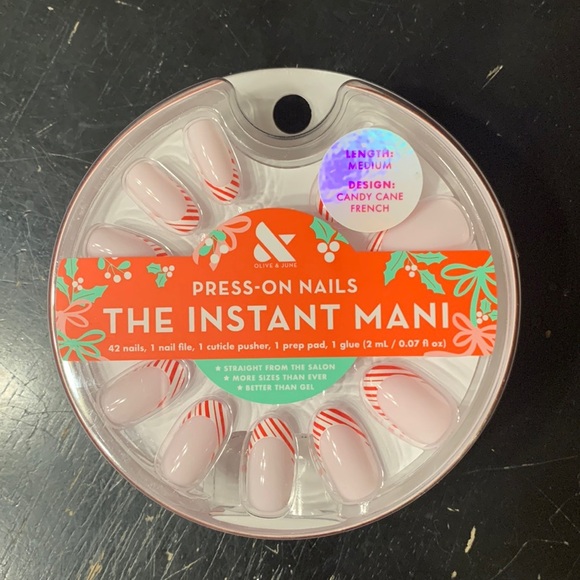 LENGTH:
MEDIUM
DESIGN:
CANDY CANE
FRENCH
&
OLIVE & JUNE
PRESS-ON NAILS
THE INSTANT MANI
42 nails, 1 nail file, 1 cuticle pusher, 1 prep pad, 1 glue (2 mL / 0.07 fl oz)
★ STRAIGHT FROM THE SALON
★ MORE SIZES THAN EVER ★
★ BETTER THAN GEL